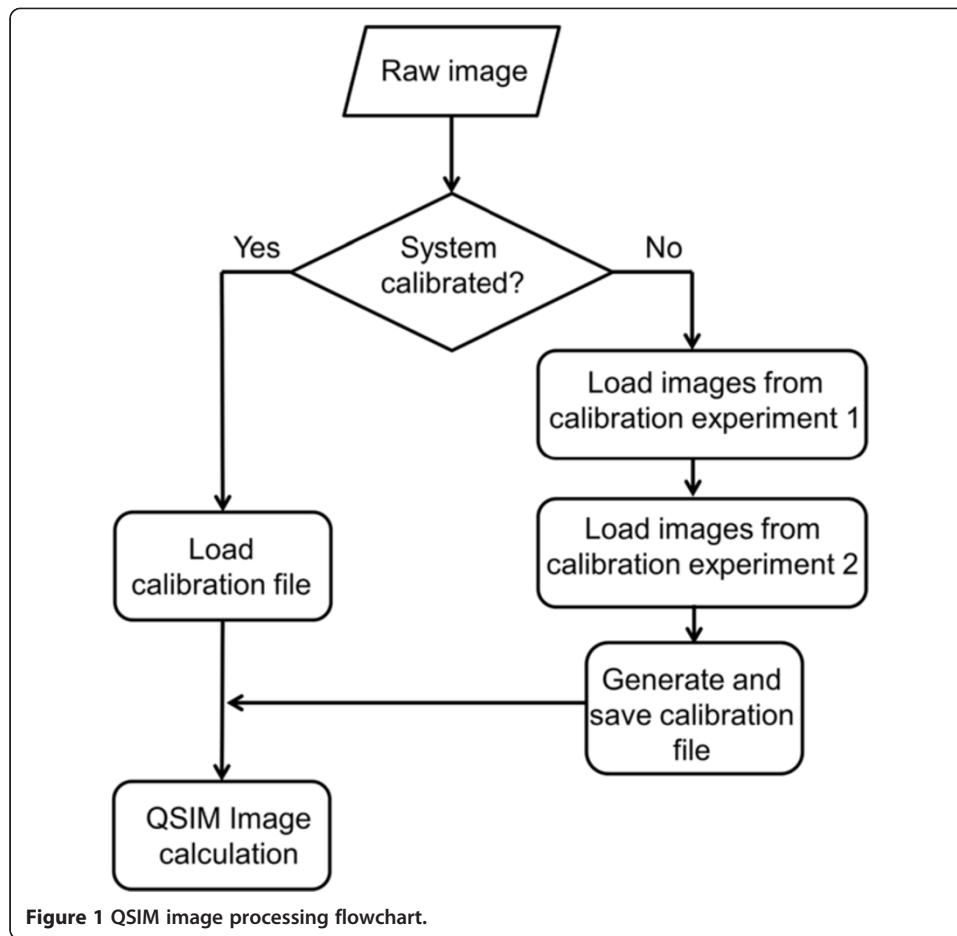 Raw image
System
calibrated?
Yes
No
Load images from
calibration experiment 1
Load images from
calibration experiment 2
Load
calibration file
Generate and
save calibration
file
QSIM Image
calculation
Figure 1 QSIM image processing flowchart.